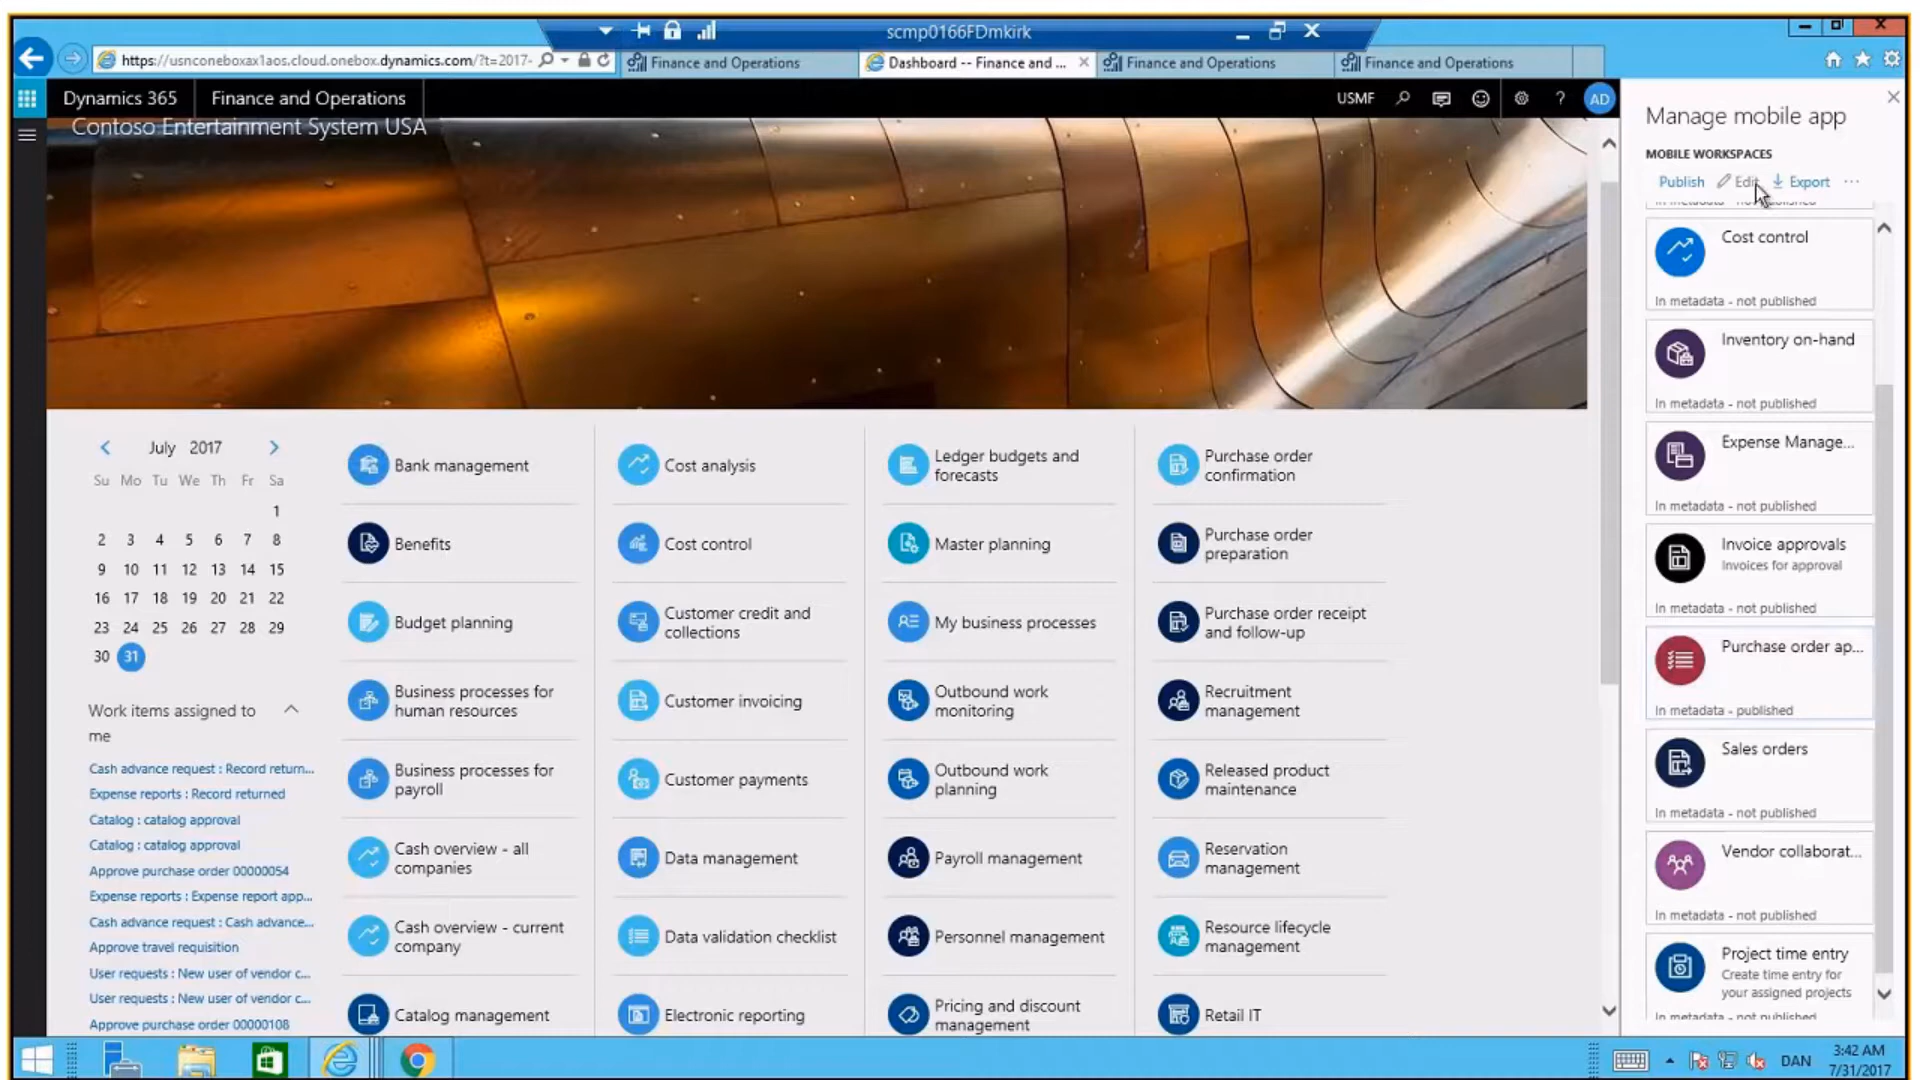 scmp0166FDmkirk
https://usnconeboxax1aos.cloud.onebox.dynamics.com/?t=2017-
Finance and Operations
Dashboard -- Finance and ...
Finance and Operations
Finance and Operations
Dynamics 365
Finance and Operations
USMF
?
AD
Contoso Entertainment System USA
July 2017
Su Mo Tu We Th Fr Sa
1
2 3 4 5 6 7 8
9 10 11 12 13 14 15
16 17 18 19 20 21 22
23 24 25 26 27 28 29
30 31
Work items assigned to
me
Cash advance request : Record return...
Expense reports : Record returned
Catalog : catalog approval
Catalog : catalog approval
Approve purchase order 00000054
Expense reports : Expense report app...
Cash advance request : Cash advance...
Approve travel requisition
User requests : New user of vendor c...
User requests : New user of vendor c...
Approve purchase order 00000108
Bank management
Benefits
Budget planning
Business processes for
human resources
Business processes for
payroll
Cash overview - all
companies
Cash overview - current
company
Catalog management
Cost analysis
Cost control
Customer credit and
collections
Customer invoicing
Customer payments
Data management
Data validation checklist
Electronic reporting
Ledger budgets and
forecasts
Master planning
My business processes
Outbound work
monitoring
Outbound work
planning
Payroll management
Personnel management
Pricing and discount
management
Purchase order
confirmation
Purchase order
preparation
Purchase order receipt
and follow-up
Recruitment
management
Released product
maintenance
Reservation
management
Resource lifecycle
management
Retail IT
Manage mobile app
MOBILE WORKSPACES
Publish Edit Export ...
In metadata - not published
Cost control
In metadata - not published
Inventory on-hand
In metadata - not published
Expense Manage...
In metadata - not published
Invoice approvals
Invoices for approval
In metadata - not published
Purchase order ap...
In metadata - published
Sales orders
In metadata - not published
Vendor collaborat...
In metadata - not published
Project time entry
Create time entry for
your assigned projects
In metadata - not published
DAN
3:42 AM
7/31/2017